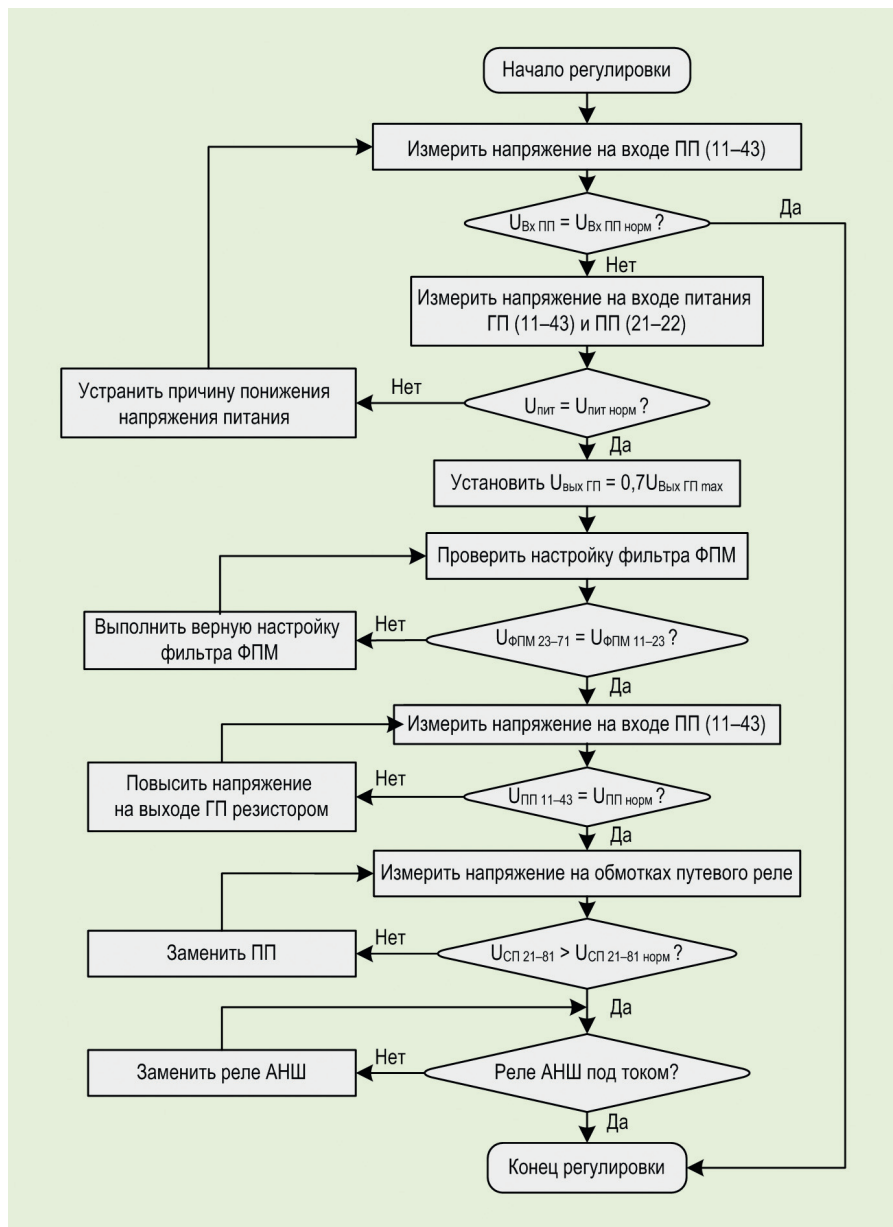 Начало регулировки
Измерить напряжение на входе ПП (11–43)
Да
UВх ПП = UВх ПП норм ?
Нет
Измерить напряжение на входе питания
ГП (11–43) и ПП (21–22)
Устранить причину понижения
напряжения питания
Нет
Uпит = Uпит норм ?
Да
Установить Uвых ГП = 0,7UВых ГП max
Проверить настройку фильтра ФПМ
Выполнить верную настройку
фильтра ФПМ
Нет
UФПМ 23–71 = UФПМ 11–23 ?
Да
Измерить напряжение на входе ПП (11–43)
Повысить напряжение
на выходе ГП резистором
Нет
UПП 11–43 = UПП норм ?
Да
Измерить напряжение на обмотках путевого реле
Заменить ПП
Нет
UСП 21–81 > UСП 21–81 норм ?
Да
Заменить реле АНШ
Нет
Реле АНШ под током?
Да
Конец регулировки